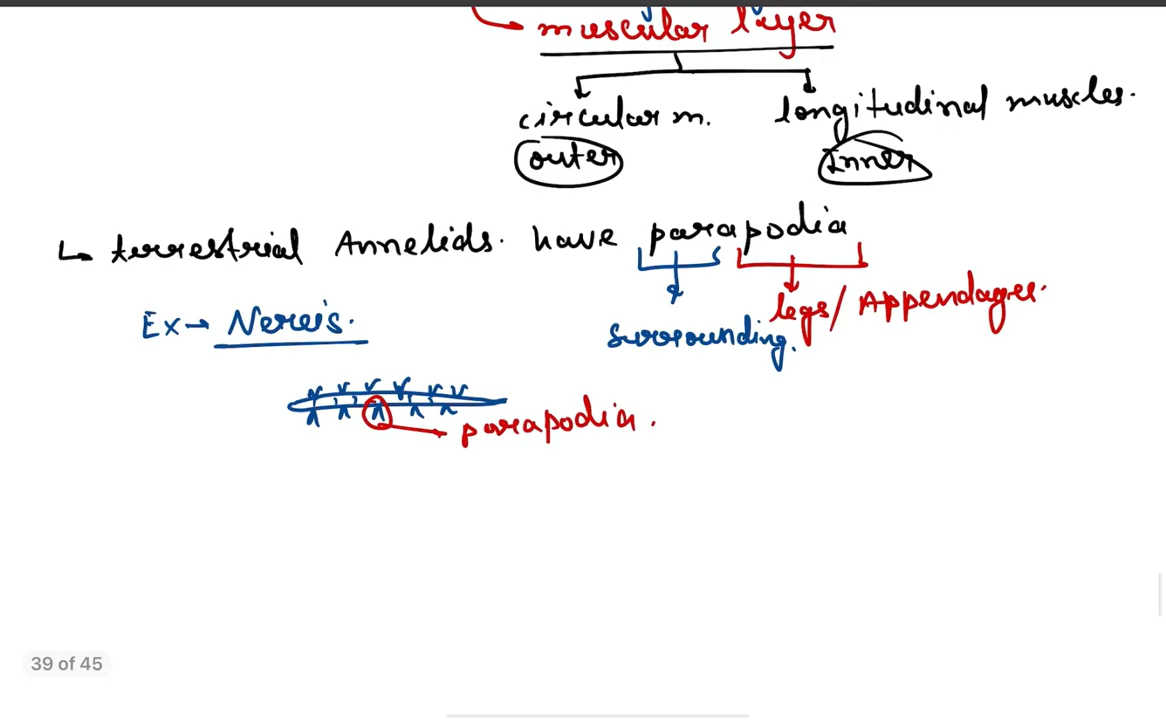 muscular layer
circular m. longitudinal muscles.
outer Inner
terrestrial Annelids. have parapodia
legs/Appendages.
Ex→ Nereis.
surrounding.
parapodia.
39 of 45